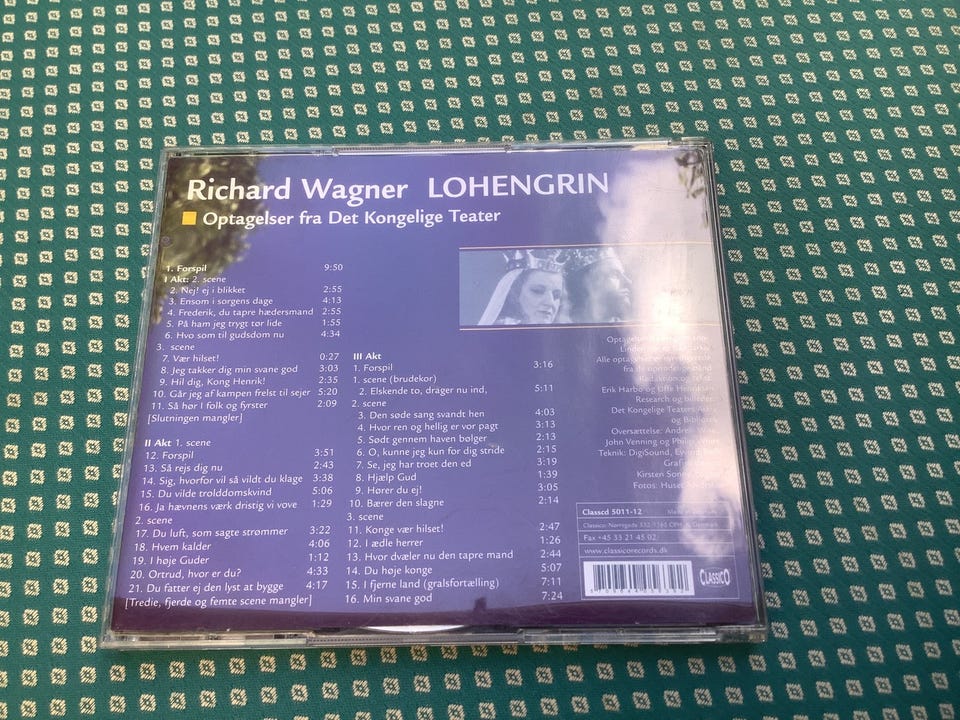 Richard Wagner LOHENGRIN
Optagelser fra Det Kongelige Teater
1. Forspil 9:50
I Akt: 2. scene
2. Nej! ej i blikket 2:55
3. Ensom i sorgens dage 4:13
4. Frederik, du tapre hædersmand 2:55
5. På ham jeg trygt tør lide 1:55
6. Hvo som til gudsdom nu 4:34
3. scene
7. Vær hilset! 0:27
8. Jeg takker dig min svane god 3:03
9. Hil dig, Kong Henrik! 2:35
10. Går jeg af kampen frelst til sejer 5:20
11. Så hør I folk og fyrster 2:09
[Slutningen mangler]
II Akt 1. scene
12. Forspil 3:51
13. Så rejs dig nu 2:43
14. Sig, hvorfor vil så vildt du klage 3:38
15. Du vilde trolddomskvind 5:06
16. Ja hævnens værk dristig vi vove 1:29
2. scene
17. Du luft, som sagte strømmer 3:22
18. Hvem kalder 4:06
19. I høje Guder 1:12
20. Ortrud, hvor er du? 4:33
21. Du fatter ej den lyst at bygge 4:17
[Tredie, fjerde og femte scene mangler]
III Akt
1. Forspil 3:16
1. scene (brudekor)
2. Elskende to, drager nu ind, 5:11
2. scene
3. Den søde sang svandt hen 4:03
4. Hvor ren og hellig er vor pagt 3:13
5. Sødt gennem haven bølger 2:13
6. O, kunne jeg kun for dig stride 2:15
7. Se, jeg har troet den ed 3:19
8. Hjælp Gud 1:39
9. Hører du ej! 3:05
10. Bærer den slagne 2:14
3. scene
11. Konge vær hilset! 2:47
12. I ædle herrer 1:26
13. Hvor dvæler nu den tapre mand 2:44
14. Du høje konge 5:07
15. I fjerne land (gralsfortælling) 7:11
16. Min svane god 7:24
Erik Harbo og Uffe
Research og billeder:
Det Kongelige Teaters
og Bibliotek
Oversættelse: Andrew
John Venning og Philip
Teknik: DigiSound,
Kirsten
Fotos:
Classcd 5011-12
Classico: Nørregade
Fax +45 33 21 45 02
www.classicorecords.dk
CLASSICO